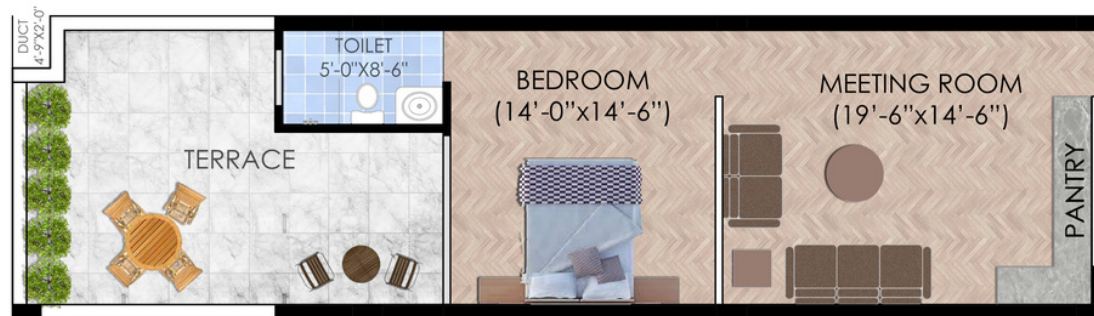 DUCT
4'-9"X2'-0"
TOILET
5'-0"X8'-6"
TERRACE
BEDROOM
(14'-0"x14'-6")
MEETING ROOM
(19'-6"x14'-6")
PANTRY